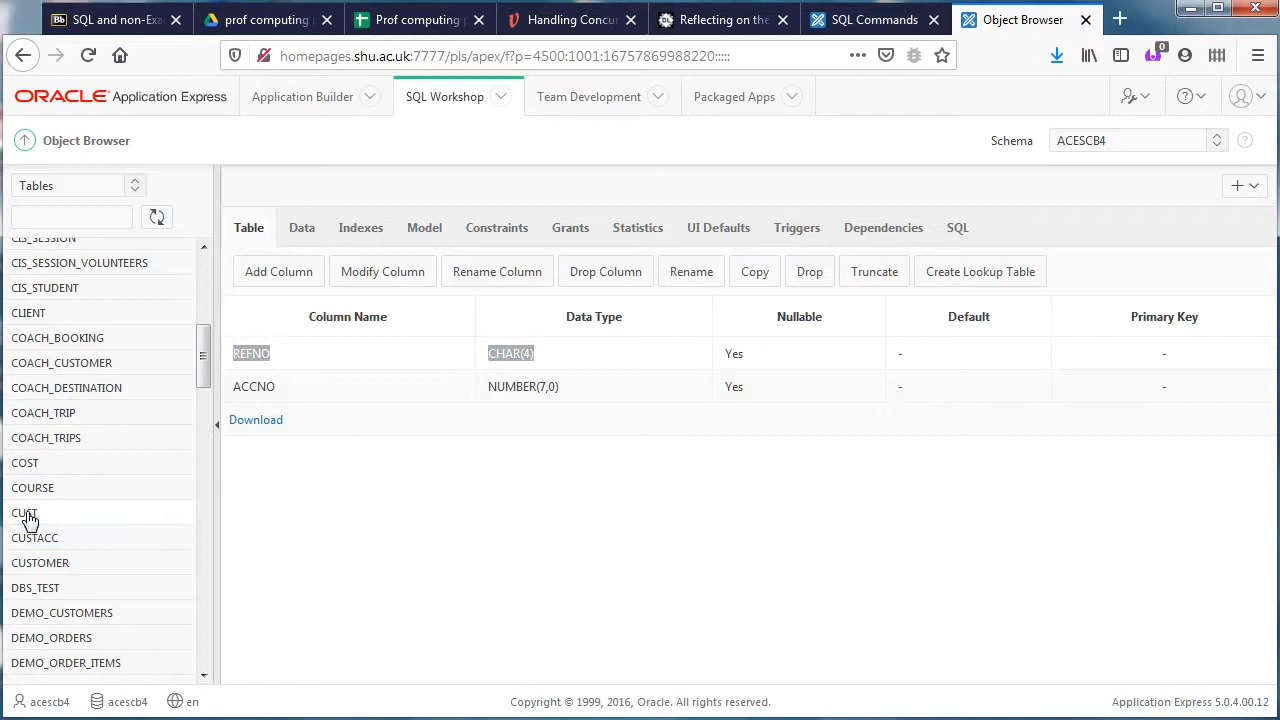 SQL and non-Exa
prof computing p
Prof computing p
Handling Concur
Reflecting on the
SQL Commands
Object Browser
homepages.shu.ac.uk:7777/pls/apex/f?p=4500:1001:16757869988220:::::
0
ORACLE Application Express
Application Builder
SQL Workshop
Team Development
Packaged Apps
Object Browser
Schema
ACESCB4
Tables
Table
Data
Indexes
Model
Constraints
Grants
Statistics
UI Defaults
Triggers
Dependencies
SQL
Add Column
Modify Column
Rename Column
Drop Column
Rename
Copy
Drop
Truncate
Create Lookup Table
Column Name Data Type Nullable Default Primary Key
REFNO CHAR(4) Yes - -
ACCNO NUMBER(7,0) Yes - -
Download
CIS_SESSION
CIS_SESSION_VOLUNTEERS
CIS_STUDENT
CLIENT
COACH_BOOKING
COACH_CUSTOMER
COACH_DESTINATION
COACH_TRIP
COACH_TRIPS
COST
COURSE
CUST
CUSTACC
CUSTOMER
DBS_TEST
DEMO_CUSTOMERS
DEMO_ORDERS
DEMO_ORDER_ITEMS
acescb4 acescb4 en
Copyright © 1999, 2016, Oracle. All rights reserved.
Application Express 5.0.4.00.12